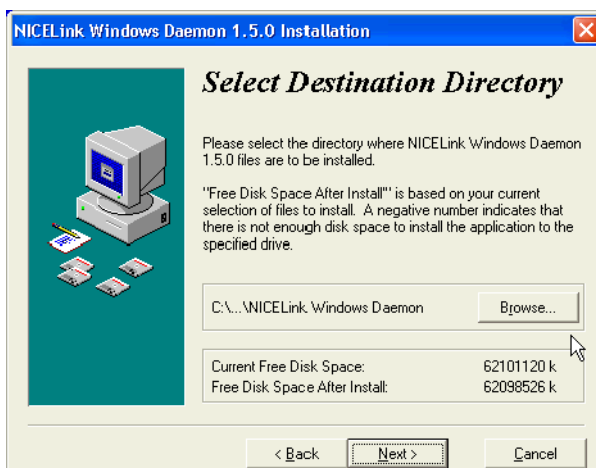 NICELink Windows Daemon 1.5.0 Installation
Select Destination Directory
Please select the directory where NICELink Windows Daemon
1.5.0 files are to be installed.
"Free Disk Space After Install'" is based on your current
selection of files to install. A negative number indicates that
there is not enough disk space to install the application to the
specified drive.
C:\...\NICELink Windows Daemon
Browse...
Current Free Disk Space: 62101120 k
Free Disk Space After Install: 62098526 k
< Back
Next >
Cancel